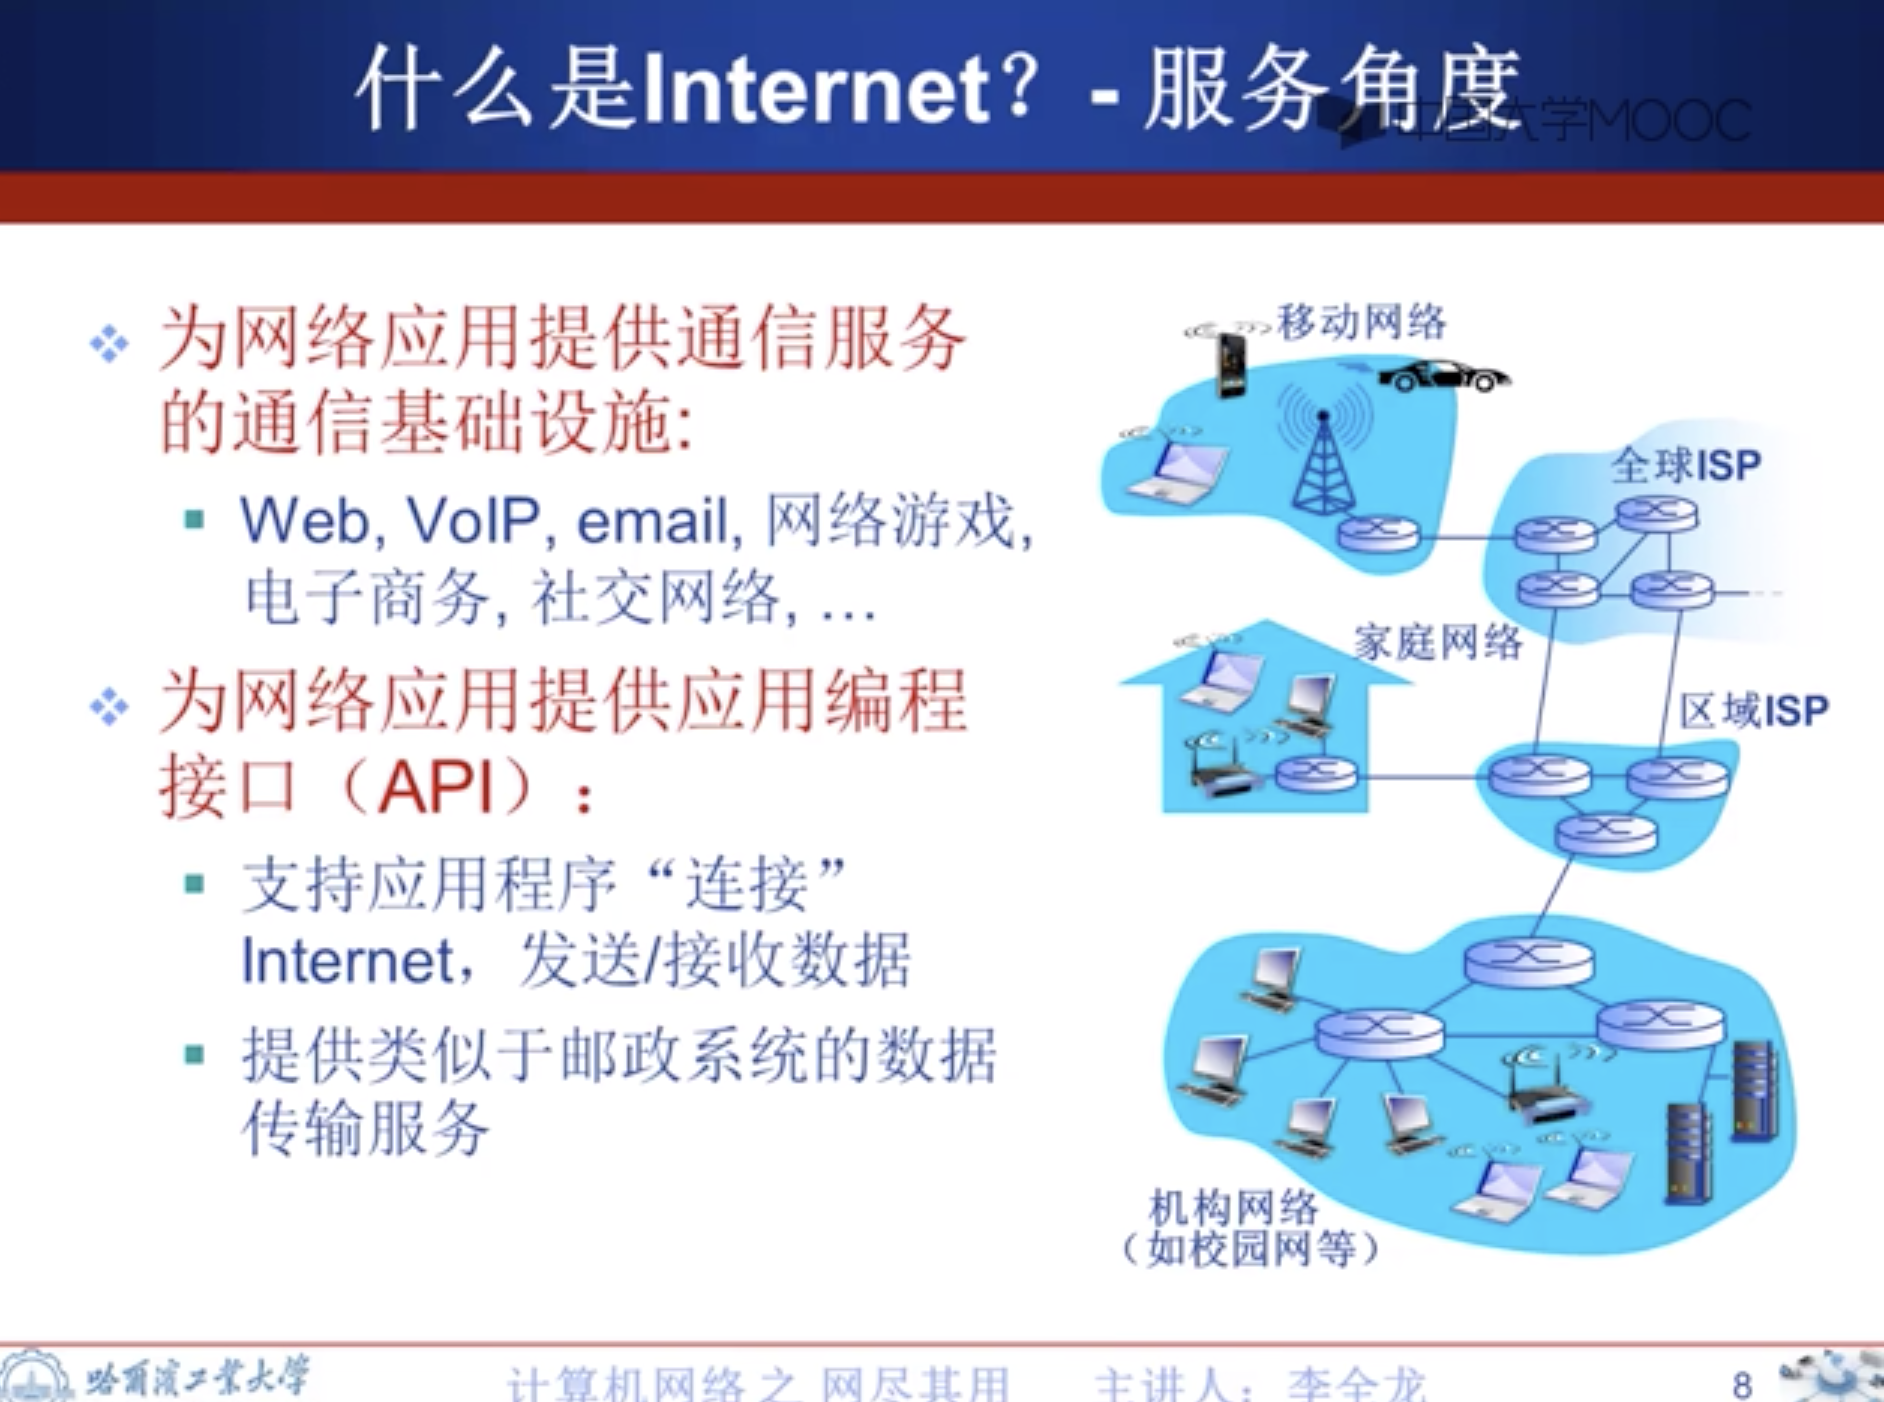 什么是Internet？ - 服务角度
中国大学MOOC
为网络应用提供通信服务
的通信基础设施:
Web, VoIP, email, 网络游戏,
电子商务, 社交网络, …
为网络应用提供应用编程
接口（API）：
支持应用程序“连接”
Internet，发送/接收数据
提供类似于邮政系统的数据
传输服务
移动网络
全球ISP
家庭网络
区域ISP
机构网络
（如校园网等）
哈尔滨工业大学
计算机网络之 网尽其用
主讲人：李全龙
8